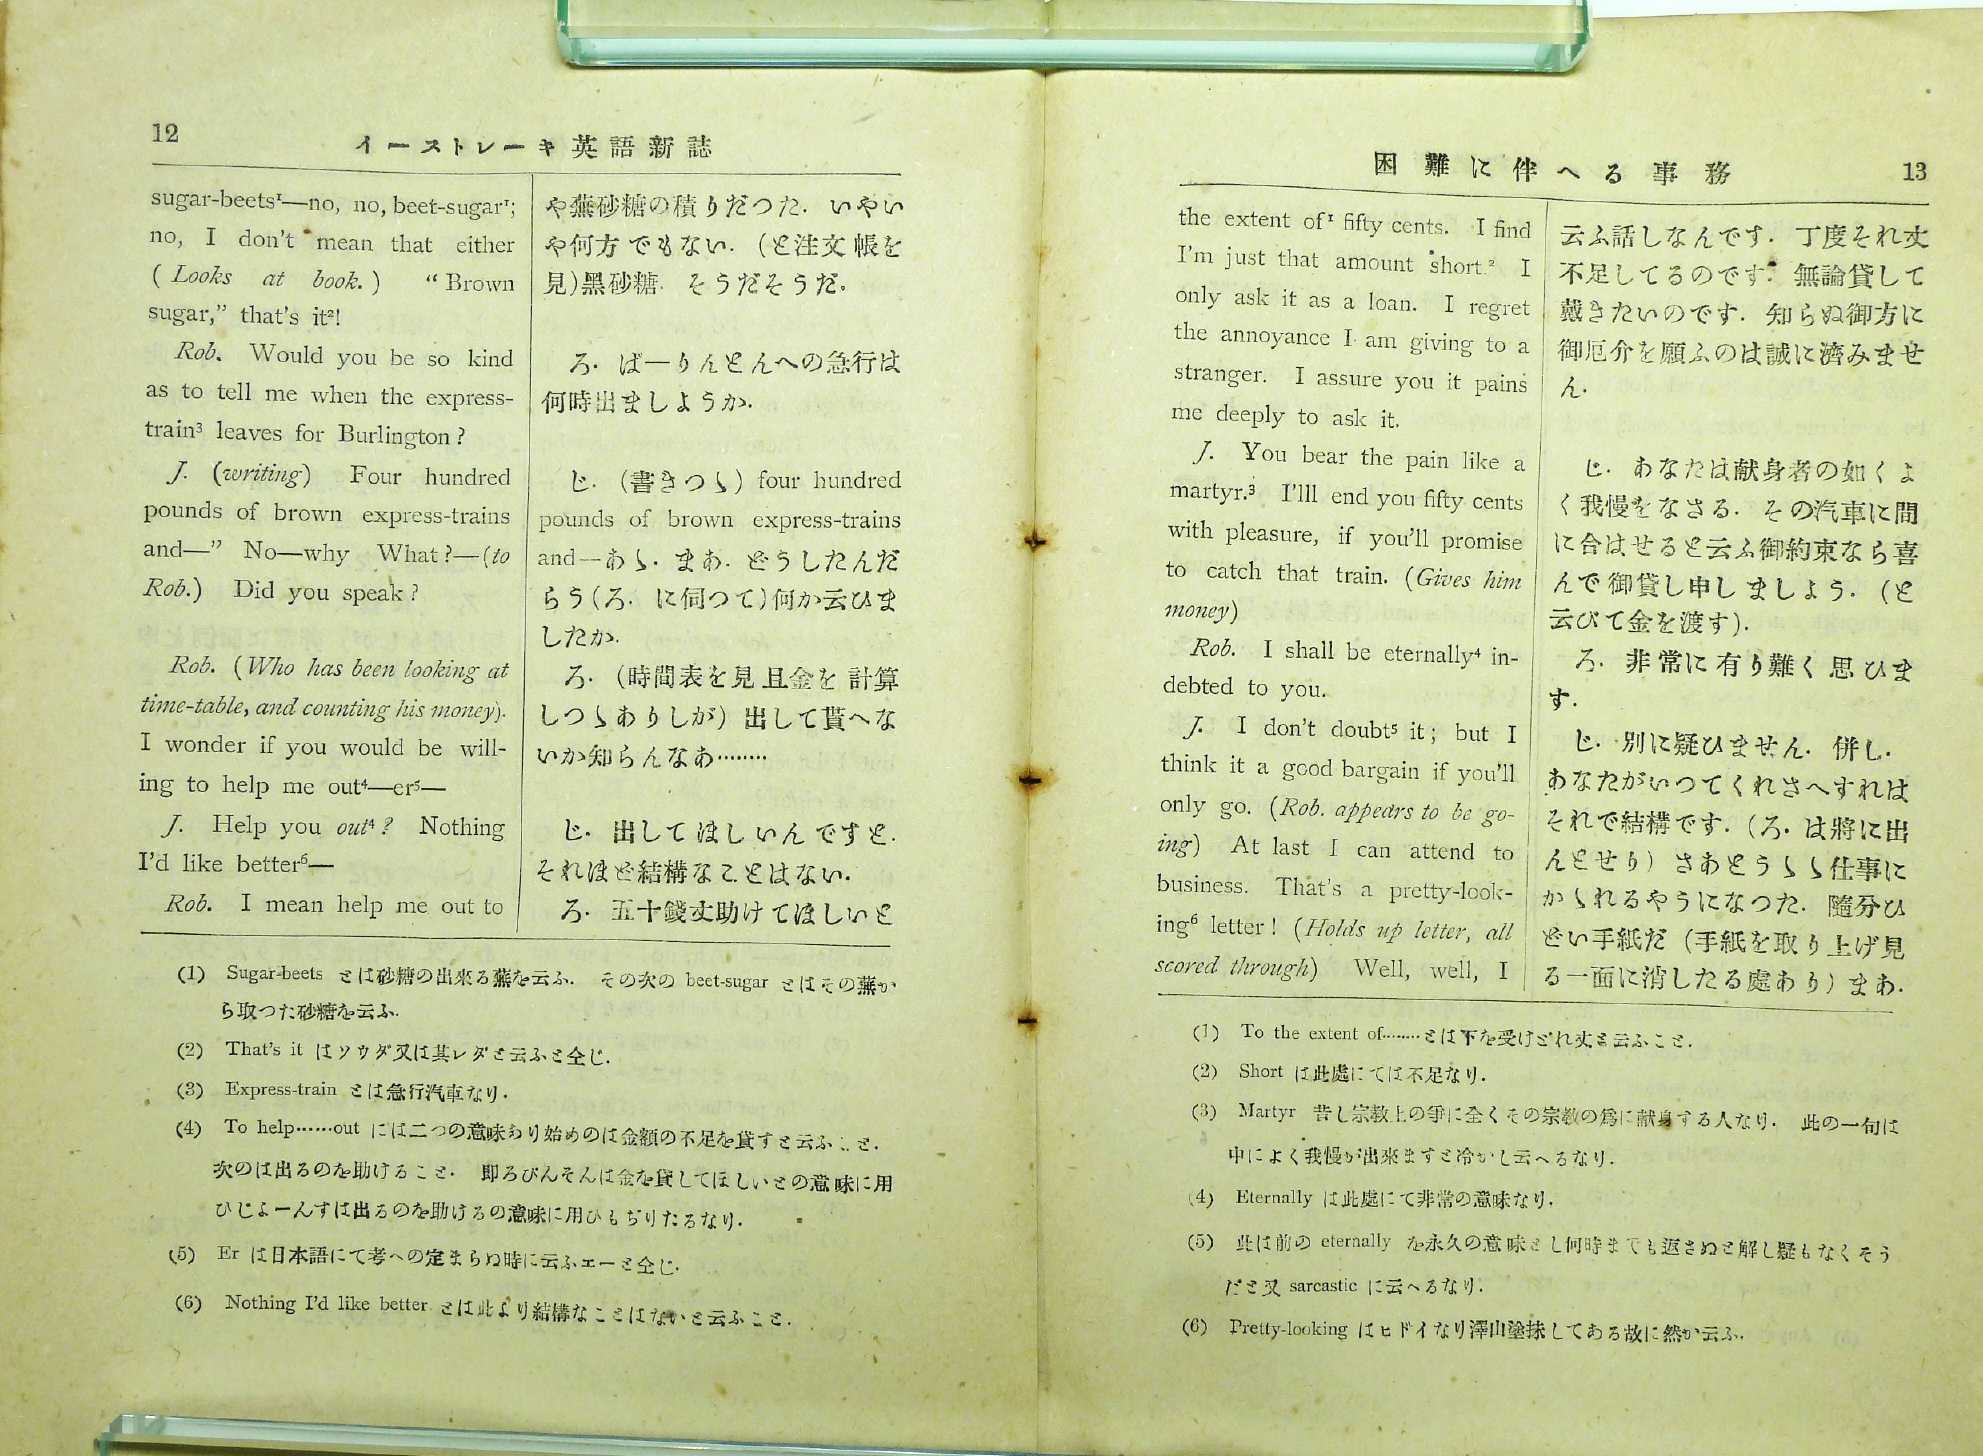 12
イーストレーキ英語新誌
sugar-beets¹—no, no, beet-sugar¹;
no, I don't mean that either
(Looks at book.) “Brown
sugar,” that's it²!
Rob. Would you be so kind
as to tell me when the express-
train³ leaves for Burlington?
J. (writing) Four hundred
pounds of brown express-trains
and—” No—why What?—(to
Rob.) Did you speak?
Rob. (Who has been looking at
time-table, and counting his money).
I wonder if you would be will-
ing to help me out⁴—er⁵—
J. Help you out⁴? Nothing
I'd like better⁶—
Rob. I mean help me out to
や蕪砂糖の積りだつた. いやい
や何方でもない. (と注文帳を
見)黑砂糖. そうだそうだ.
ろ. ばーりんとんへの急行は
何時出ましようか.
じ. (書きつゝ) four hundred
pounds of brown express-trains
and—あゝ. まあ. どうしたんだ
らう(ろ. に伺つて)何か云ひま
したか.
ろ. (時間表を見且金を計算
しつゝありしが) 出して貰へな
いか知らんなあ………
じ. 出してほしいんですと.
それほど結構なことはない.
ろ. 五十錢丈助けてほしいと
(1) Sugar-beets とは砂糖の出來る蕪を云ふ. その次の beet-sugar とはその蕪か
ら取つた砂糖を云ふ.
(2) That's it はソウダ又は其レダと云ふと仝じ.
(3) Express-train とは急行汽車なり.
(4) To help……out には二つの意味あり始めのは金額の不足を貸すと云ふこと.
次のは出るのを助けること. 即ろびんそんは金を貸してほしいとの意味に用
ひじよーんすは出るのを助けるの意味に用ひもぢりたるなり.
(5) Er は日本語にて考への定まらぬ時に云ふエーと仝じ.
(6) Nothing I'd like better とは此より結構なことはないと云ふこと.
困難に伴へる事務
13
the extent of¹ fifty cents. I find
I'm just that amount short.² I
only ask it as a loan. I regret
the annoyance I am giving to a
stranger. I assure you it pains
me deeply to ask it.
J. You bear the pain like a
martyr.³ I'lll end you fifty cents
with pleasure, if you'll promise
to catch that train. (Gives him
money)
Rob. I shall be eternally⁴ in-
debted to you.
J. I don't doubt⁵ it; but I
think it a good bargain if you'll
only go. (Rob. appears to be go-
ing) At last I can attend to
business. That's a pretty-look-
ing⁶ letter! (Holds up letter, all
scored through) Well, well, I
云ふ話しなんです. 丁度それ丈
不足してるのです. 無論貸して
戴きたいのです. 知らぬ御方に
御厄介を願ふのは誠に濟みませ
ん.
じ. あなたは献身者の如くよ
く我慢をなさる. その汽車に間
に合はせると云ふ御約束なら喜
んで御貸し申しましよう. (と
云びて金を渡す).
ろ. 非常に有り難く思ひま
す.
じ. 別に疑ひません. 併し.
あなたがいつてくれさへすれは
それで結構です. (ろ. は將に出
んとせり) さあとうゝゝ仕事に
かゝれるやうになつた. 隨分ひ
どい手紙だ (手紙を取り上げ見
る一面に消したる處あり) まあ.
(1) To the extent of………とは下を受けどれ丈と云ふこと.
(2) Short は此處にては不足なり.
(3) Martyr 昔し宗教上の爭に全くその宗敎の爲に献身する人なり. 此の一句は
中によく我慢が出來ますと冷かし云へるなり.
(4) Eternally は此處にて非常の意味なり.
(5) 此は前の eternally を永久の意味とし何時までも返さぬと解し疑もなくそう
だと又 sarcastic に云へるなり.
(6) Pretty-looking はヒドイなり澤山塗抹してある故に然か云ふ.